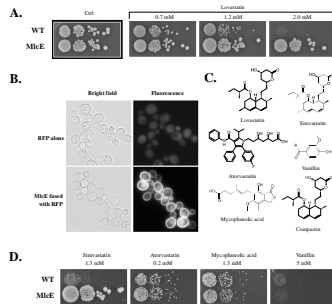 A.
Ctrl
Lovastatin
0.7 mM
1.2 mM
2.0 mM
WT
MlcE
B.
Bright field
Fluorescence
RFP alone
MlcE fused
with RFP
C.
Lovastatin
Simvastatin
Atorvastatin
Vanillin
Mycophenolic acid
Compactin
D.
Simvastatin
1.3 mM
Atorvastatin
0.2 mM
Mycophenolic acid
1.3 mM
Vanillin
5 mM
WT
MlcE